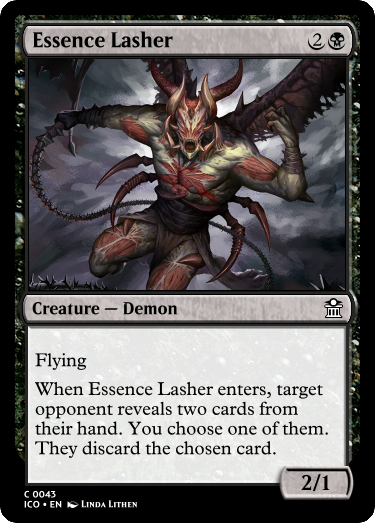 Essence Lasher 2
Creature — Demon
Flying
When Essence Lasher enters, target
opponent reveals two cards from
their hand. You choose one of them.
They discard the chosen card.
2/1
C 0043
ICO • EN Linda Lithen